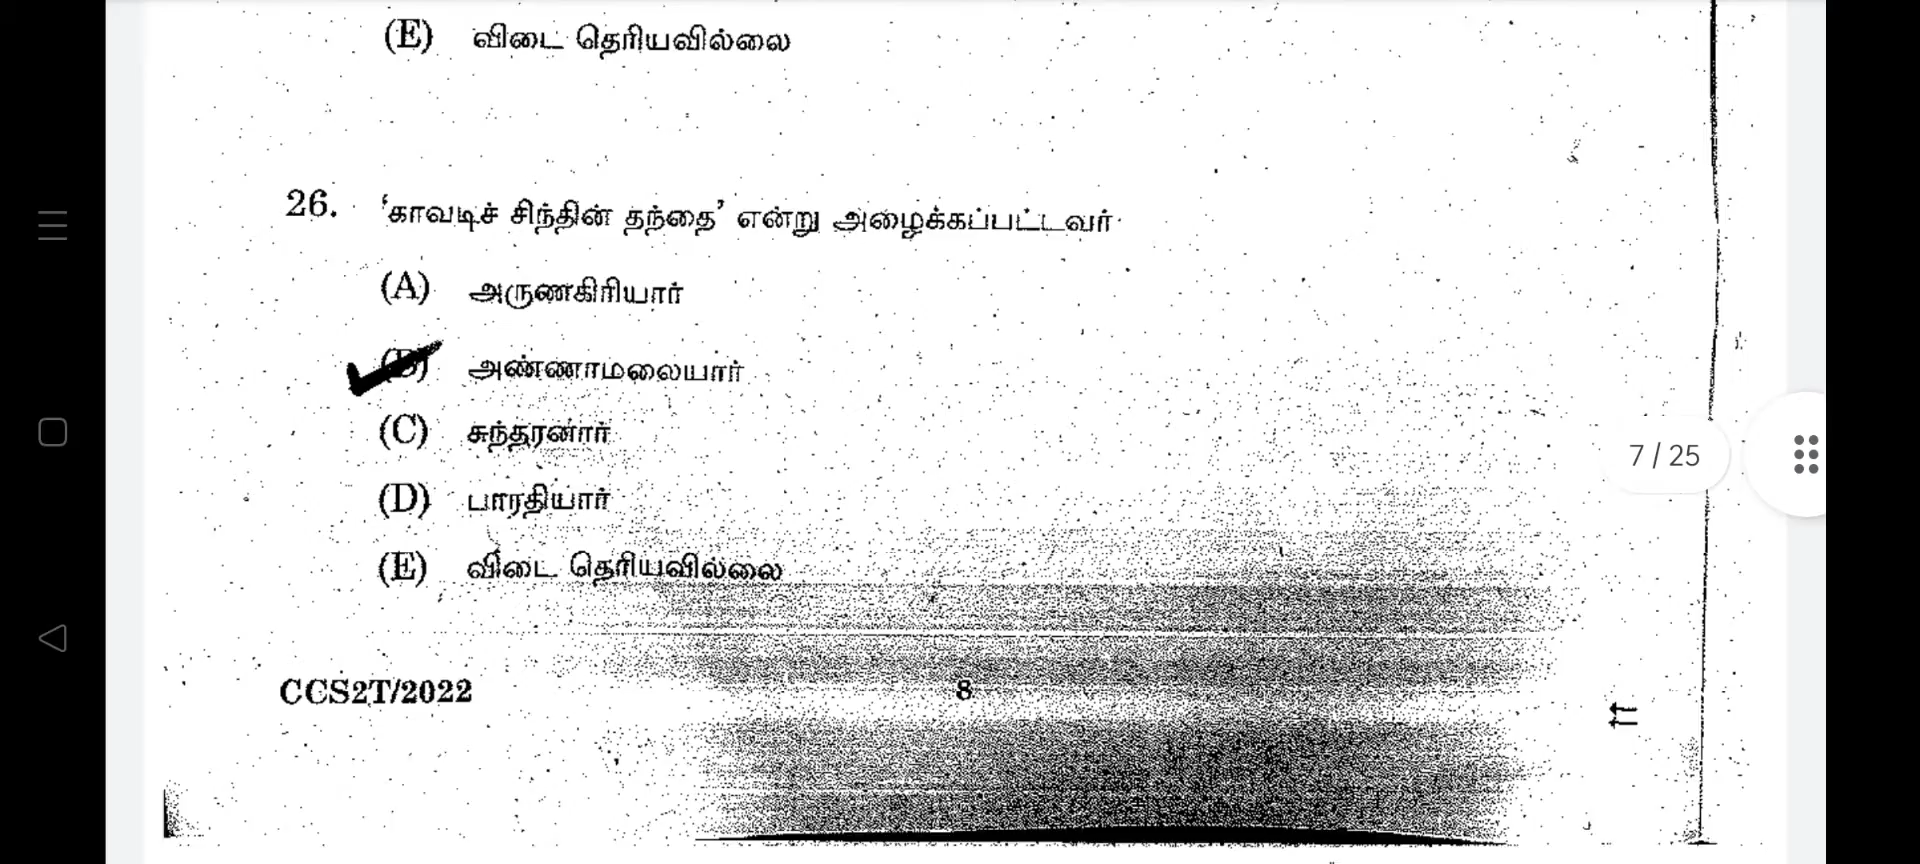 (E) விடை தெரியவில்லை
26. 'காவடிச் சிந்தின் தந்தை' என்று அழைக்கப்பட்டவர்
(A) அருணகிரியார்
(B) அண்ணாமலையார்
(C) சுந்தரனார்
(D) பாரதியார்
(E) விடை தெரியவில்லை
7 / 25
CCS2T/2022 8